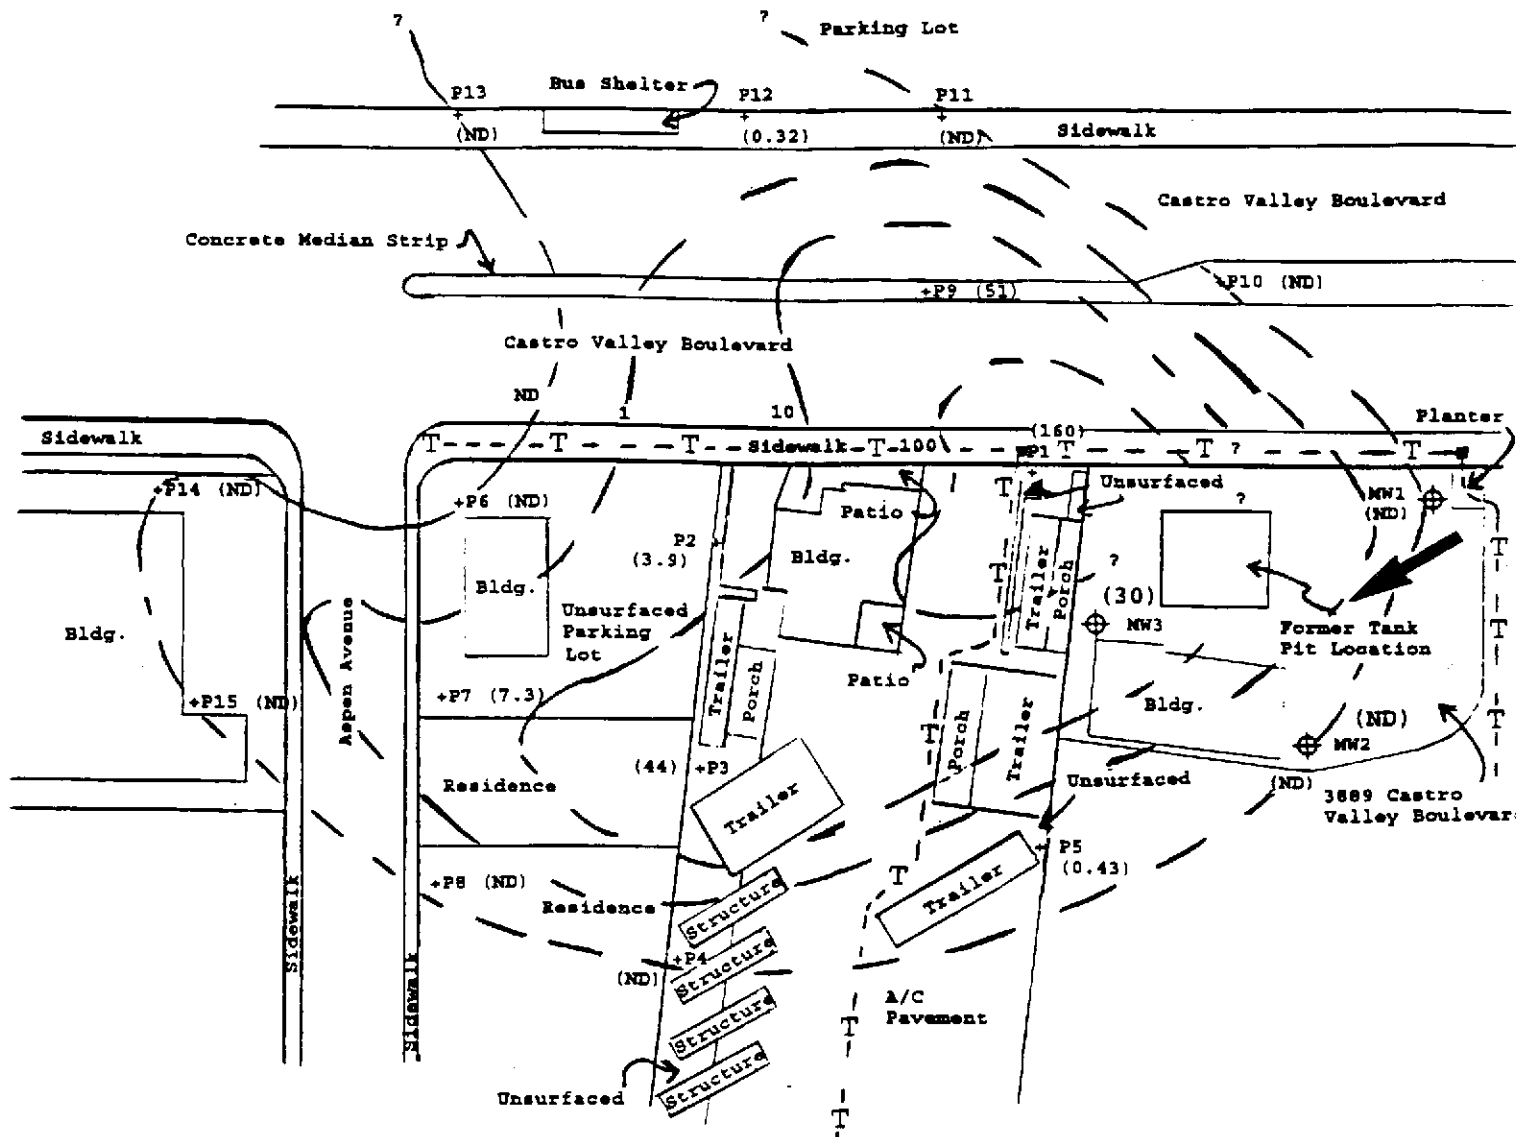 ?
?
Parking Lot
Bus Shelter
P13
P12
P11
(ND)
(0.32)
(ND)
Sidewalk
Castro Valley Boulevard
Concrete Median Strip
+P9 (51)
+P10 (ND)
Castro Valley Boulevard
ND
1
10
Planter
Sidewalk
T
T
T
Sidewalk
T
100
(160)
P1
T
T
?
T
+P14 (ND)
+P6 (ND)
T
Unsurfaced
MW1
(ND)
?
Patio
P2
(3.9)
Bldg.
Trailer
Porch
?
(30)
T
T
Bldg.
Bldg.
Aspen Avenue
Unsurfaced
Parking
Lot
MW3
Former Tank
Pit Location
T
+P15 (ND)
+P7 (7.3)
Trailer
Porch
Patio
Bldg.
(ND)
T
MW2
T
Porch
Trailer
Residence
(44)
+P3
Trailer
Unsurfaced
(ND)
3889 Castro
Valley Boulevard
P5
(0.43)
+P8 (ND)
Residence
Structure
T
Trailer
Sidewalk
Sidewalk
(ND)
+P4
Structure
A/C
Pavement
Structure
T
Unsurfaced
Structure
T